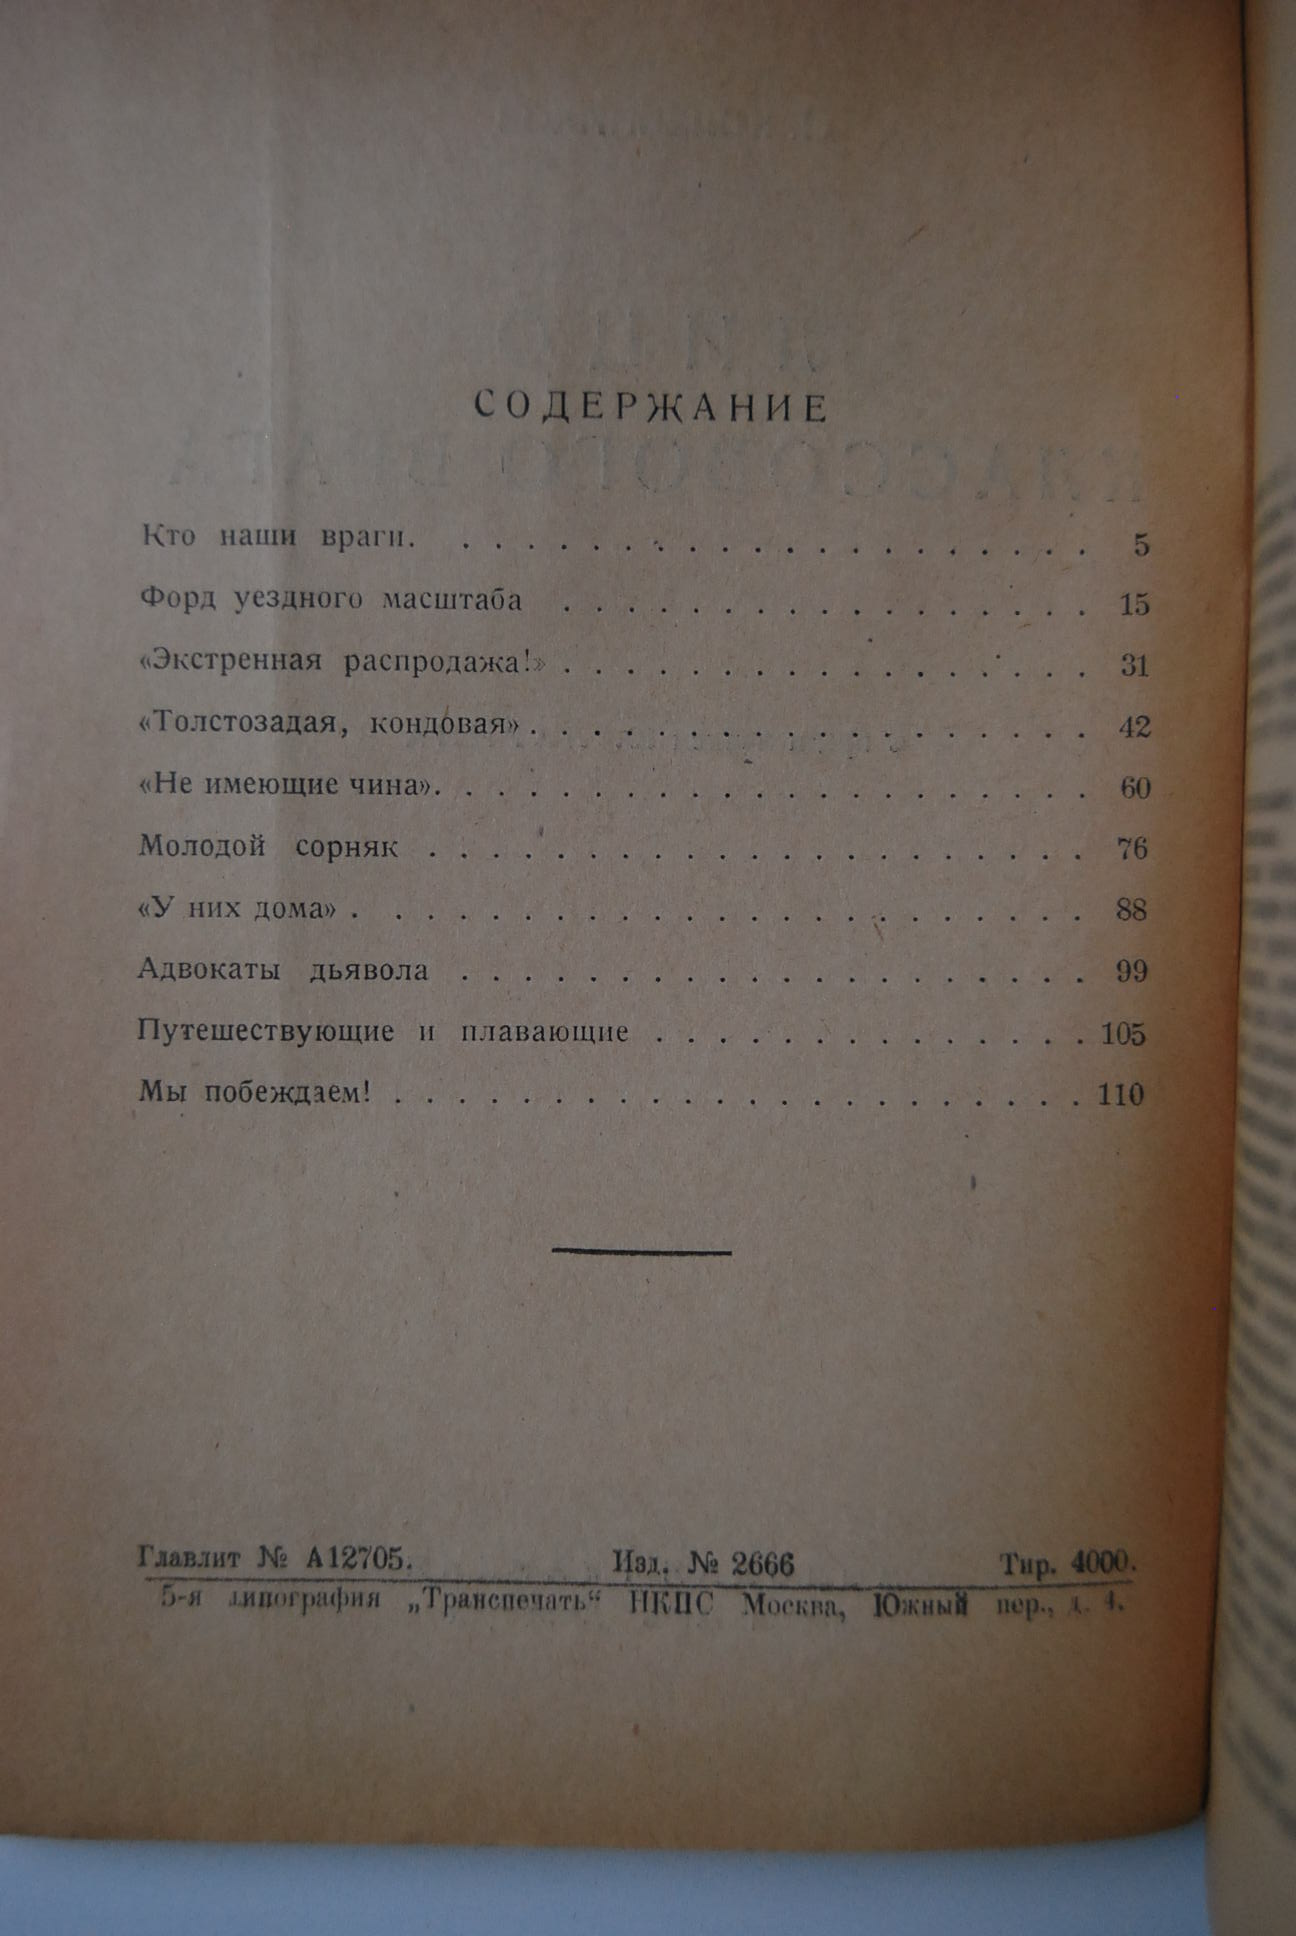 СОДЕРЖАНИЕ
Кто наши враги. . . . . . . . . . . . . . . . . . . . . 5
Форд уездного масштаба . . . . . . . . . . . . . . . . . 15
«Экстренная распродажа!» . . . . . . . . . . . . . . . . . 31
«Толстозадая, кондовая» . . . . . . . . . . . . . . . . . . 42
«Не имеющие чина». . . . . . . . . . . . . . . . . . . . . 60
Молодой сорняк . . . . . . . . . . . . . . . . . . . . . 76
«У них дома» . . . . . . . . . . . . . . . . . . . . . . . 88
Адвокаты дьявола . . . . . . . . . . . . . . . . . . . . 99
Путешествующие и плавающие . . . . . . . . . . . . . . 105
Мы побеждаем! . . . . . . . . . . . . . . . . . . . . . . 110
Главлит № А12705. Изд. № 2666 Тир. 4000.
5-я типография „Транспечать“ НКПС Москва, Южный пер., д. 4.